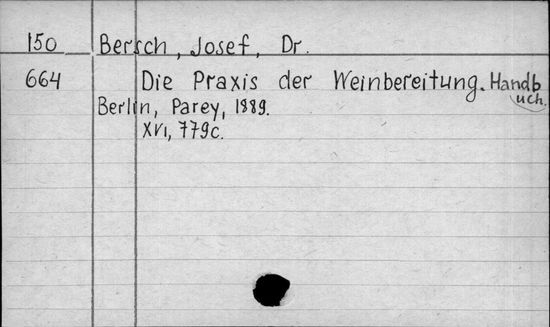 150 Bersch, Josef, Dr.
664 Die Praxis der Weinbereitung. Handbuch.
Berlin, Parey, 1889.
XVI, 779c.